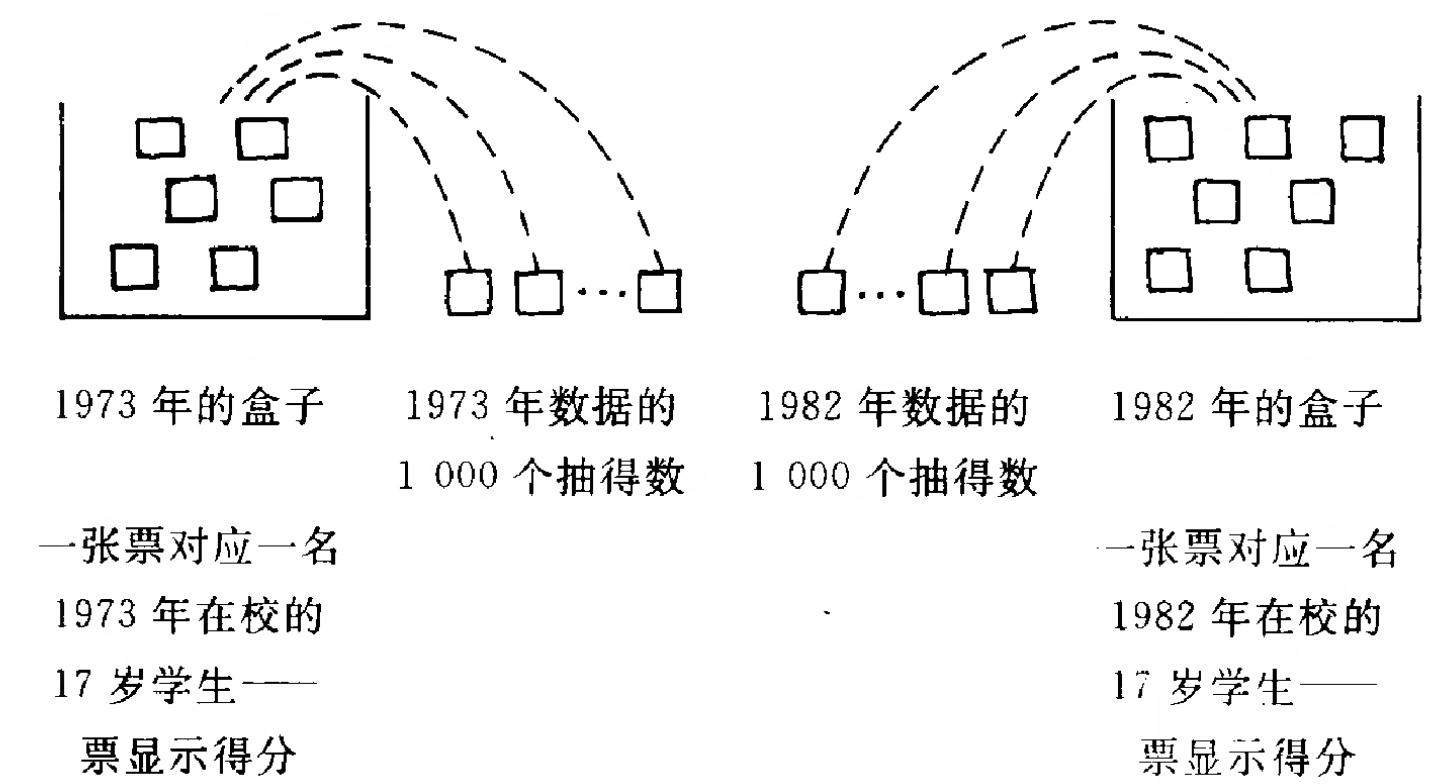 1973 年的盒子
1973 年数据的
1 000 个抽得数
1982 年数据的
1 000 个抽得数
1982 年的盒子
一张票对应一名
1973 年在校的
17 岁学生——
票显示得分
一张票对应一名
1982 年在校的
17 岁学生——
票显示得分